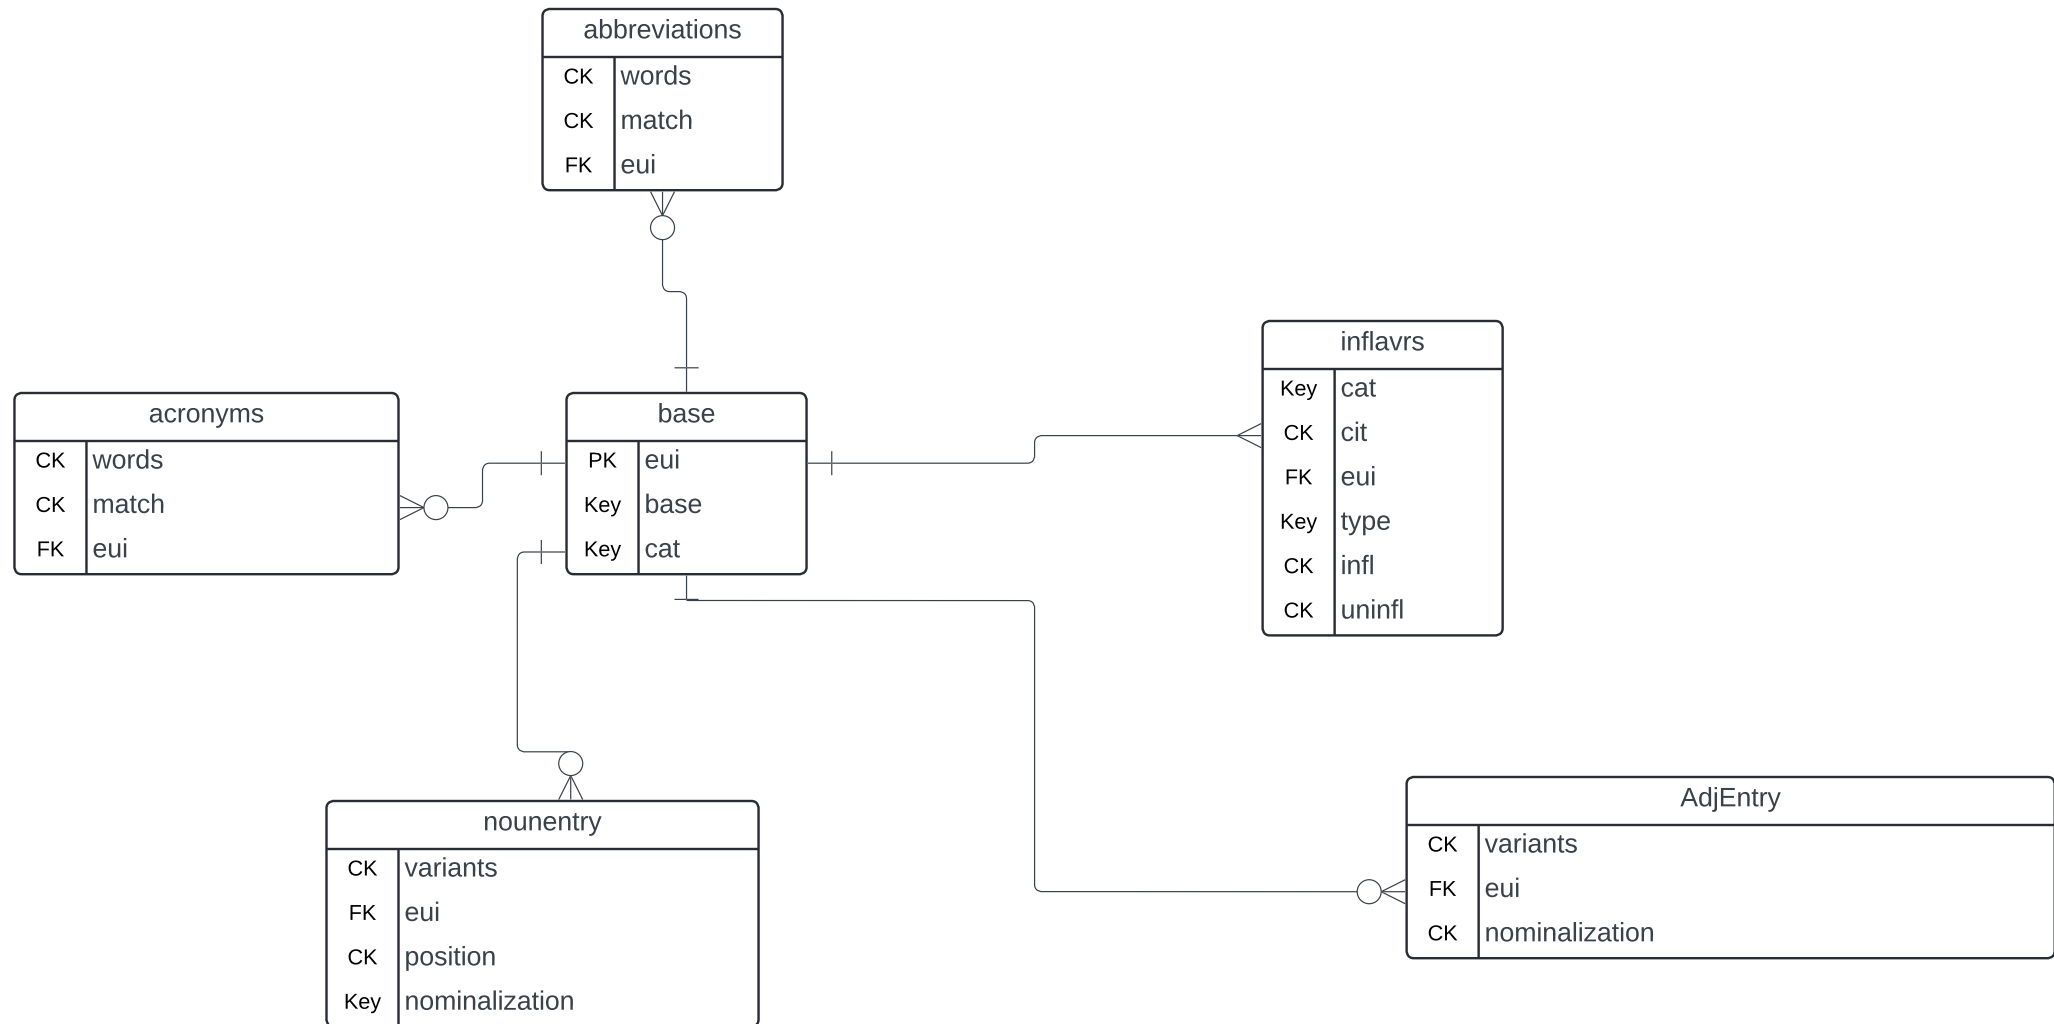 abbreviations
CK words
CK match
FK eui
acronyms
CK words
CK match
FK eui
base
PK eui
Key base
Key cat
inflavrs
Key cat
CK cit
FK eui
Key type
CK infl
CK uninfl
nounentry
CK variants
FK eui
CK position
Key nominalization
AdjEntry
CK variants
FK eui
CK nominalization